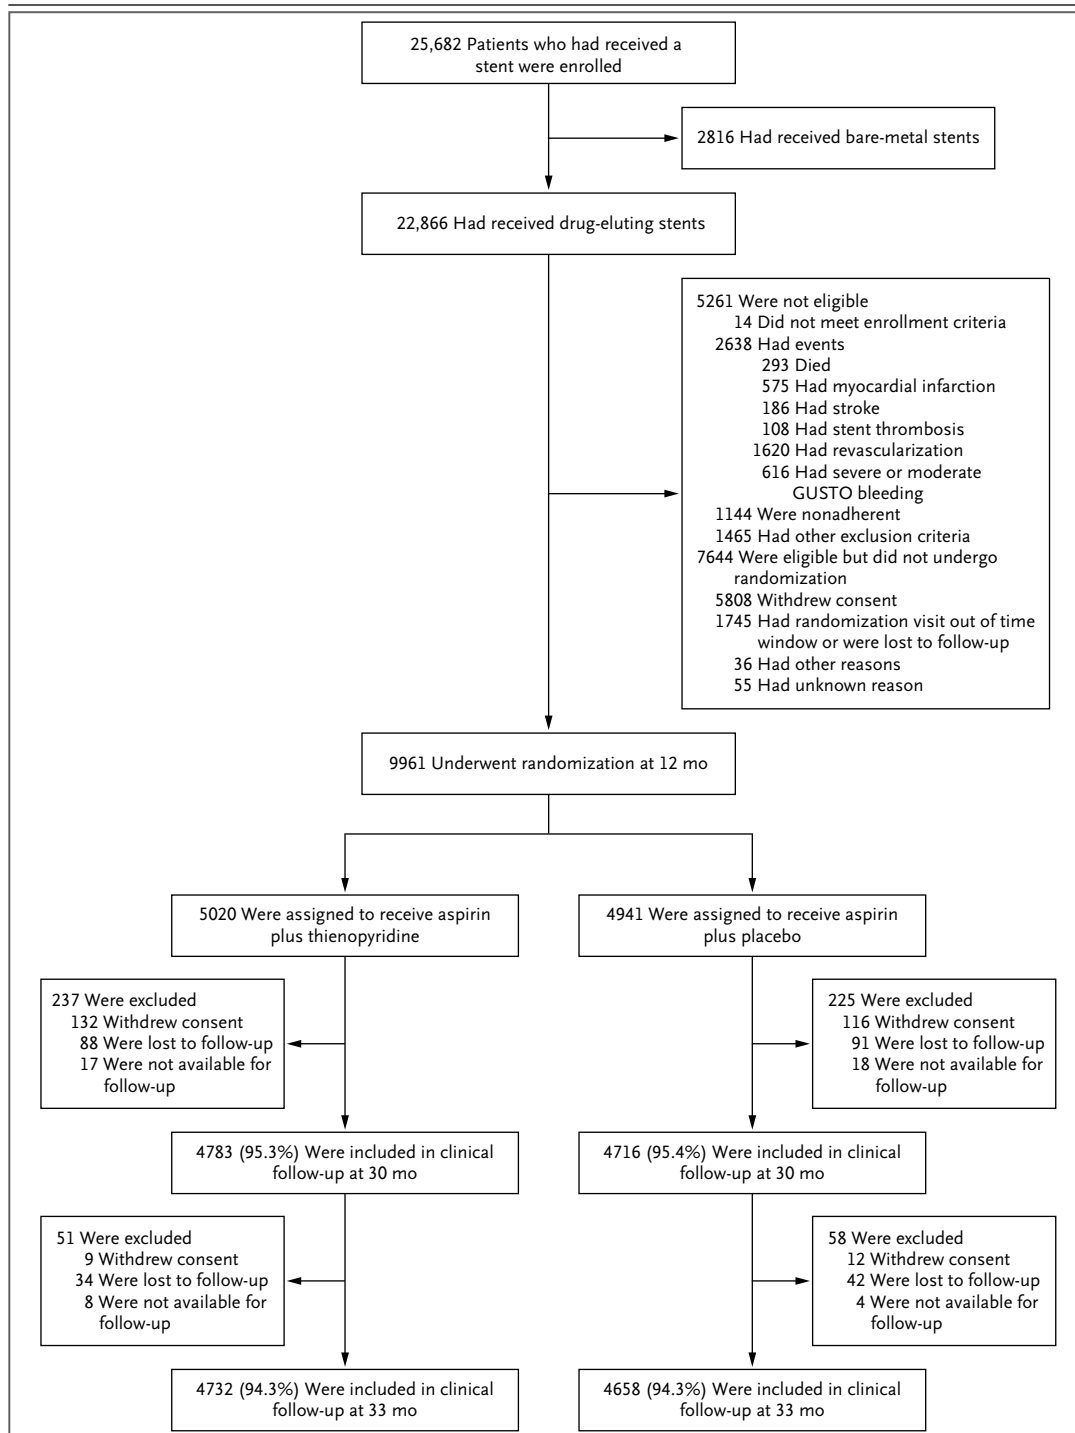 25,682 Patients who had received a
stent were enrolled
2816 Had received bare-metal stents
22,866 Had received drug-eluting stents
5261 Were not eligible
14 Did not meet enrollment criteria
2638 Had events
293 Died
575 Had myocardial infarction
186 Had stroke
108 Had stent thrombosis
1620 Had revascularization
616 Had severe or moderate
GUSTO bleeding
1144 Were nonadherent
1465 Had other exclusion criteria
7644 Were eligible but did not undergo
randomization
5808 Withdrew consent
1745 Had randomization visit out of time
window or were lost to follow-up
36 Had other reasons
55 Had unknown reason
9961 Underwent randomization at 12 mo
5020 Were assigned to receive aspirin
plus thienopyridine
4941 Were assigned to receive aspirin
plus placebo
237 Were excluded
132 Withdrew consent
88 Were lost to follow-up
17 Were not available for
follow-up
225 Were excluded
116 Withdrew consent
91 Were lost to follow-up
18 Were not available for
follow-up
4783 (95.3%) Were included in clinical
follow-up at 30 mo
4716 (95.4%) Were included in clinical
follow-up at 30 mo
51 Were excluded
9 Withdrew consent
34 Were lost to follow-up
8 Were not available for
follow-up
58 Were excluded
12 Withdrew consent
42 Were lost to follow-up
4 Were not available for
follow-up
4732 (94.3%) Were included in clinical
follow-up at 33 mo
4658 (94.3%) Were included in clinical
follow-up at 33 mo